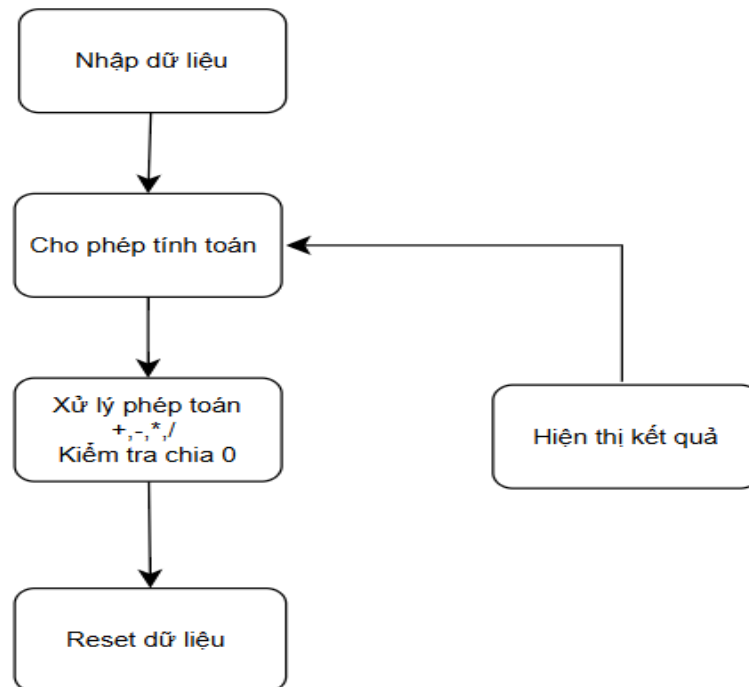 Nhập dữ liệu
Cho phép tính toán
Xử lý phép toán
+,-,*,/
Kiểm tra chia 0
Hiện thị kết quả
Reset dữ liệu